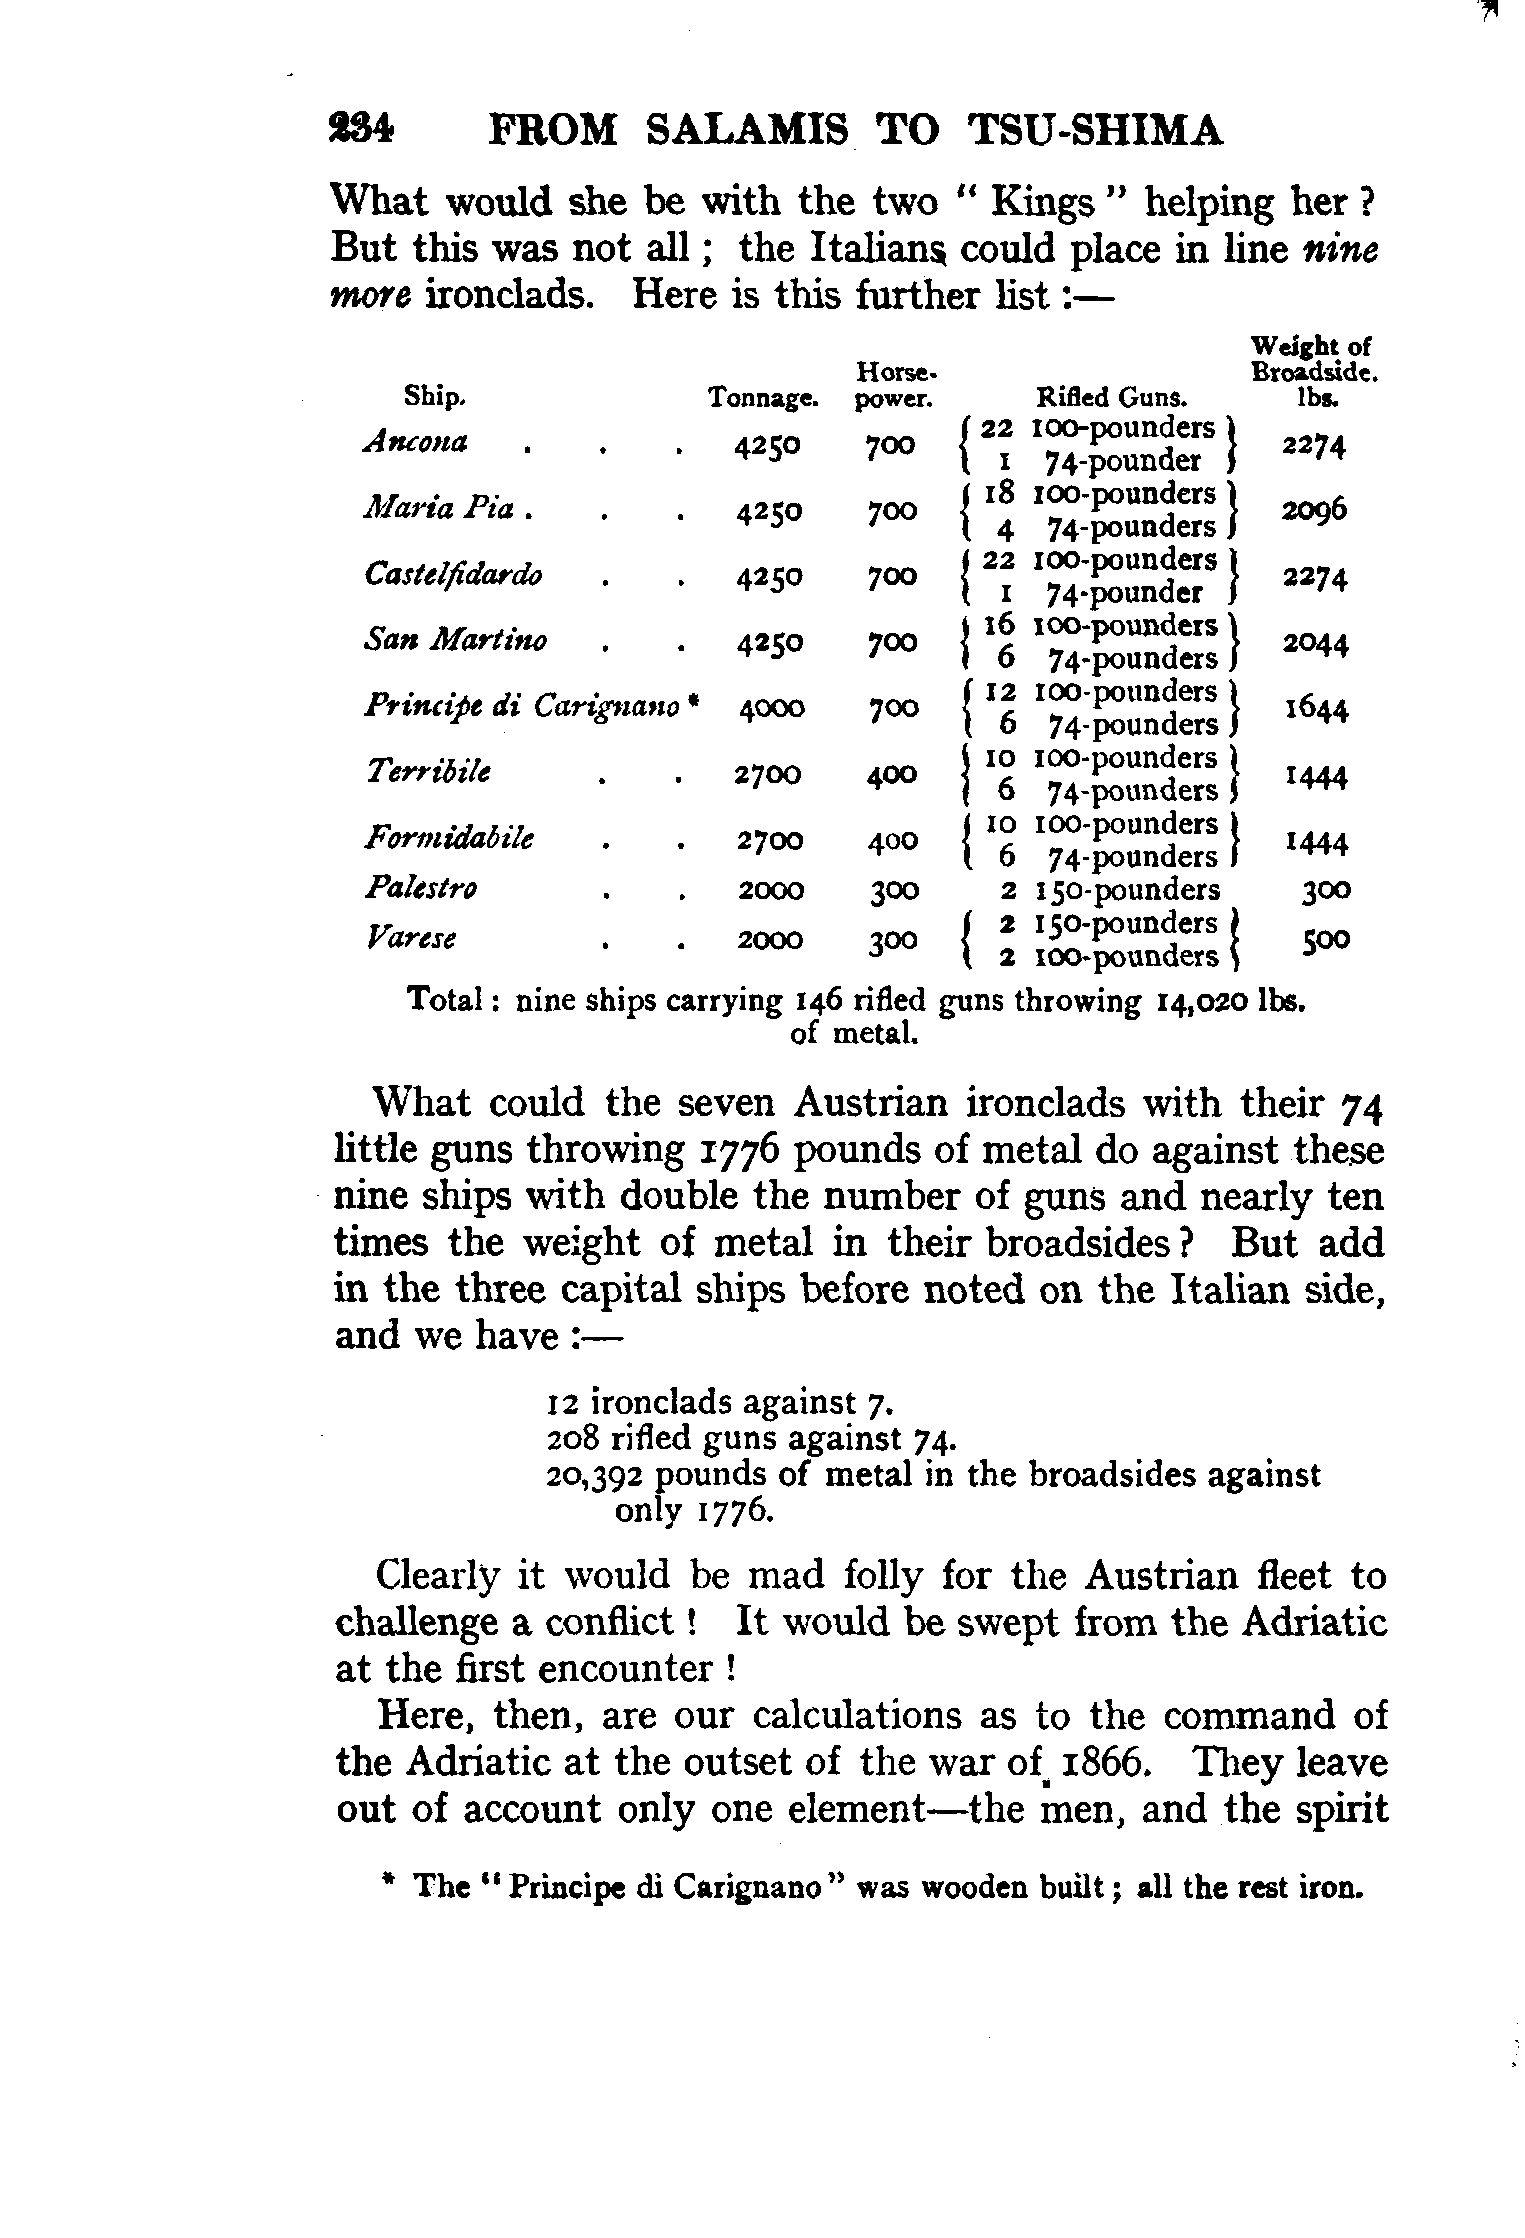 234 FROM SALAMIS TO TSU-SHIMA
What would she be with the two “ Kings ” helping her ?
But this was not all ; the Italians could place in line nine
more ironclads. Here is this further list :—
Weight of
Horse- Broadside.
Ship. Tonnage. power. Rifled Guns. lbs.
Ancona . . . 4250 700 { 22 100-pounders } 2274
{ 1 74-pounder }
Maria Pia . . . 4250 700 { 18 100-pounders } 2096
{ 4 74-pounders }
Castelfidardo . . 4250 700 { 22 100-pounders } 2274
{ 1 74-pounder }
San Martino . . 4250 700 { 16 100-pounders } 2044
{ 6 74-pounders }
Principe di Carignano * 4000 700 { 12 100-pounders } 1644
{ 6 74-pounders }
Terribile . . 2700 400 { 10 100-pounders } 1444
{ 6 74-pounders }
Formidabile . . 2700 400 { 10 100-pounders } 1444
{ 6 74-pounders }
Palestro . . 2000 300 2 150-pounders 300
Varese . . 2000 300 { 2 150-pounders } 500
{ 2 100-pounders }
Total : nine ships carrying 146 rifled guns throwing 14,020 lbs.
of metal.
What could the seven Austrian ironclads with their 74
little guns throwing 1776 pounds of metal do against these
nine ships with double the number of guns and nearly ten
times the weight of metal in their broadsides ? But add
in the three capital ships before noted on the Italian side,
and we have :—
12 ironclads against 7.
208 rifled guns against 74.
20,392 pounds of metal in the broadsides against
only 1776.
Clearly it would be mad folly for the Austrian fleet to
challenge a conflict ! It would be swept from the Adriatic
at the first encounter !
Here, then, are our calculations as to the command of
the Adriatic at the outset of the war of 1866. They leave
out of account only one element—the men, and the spirit
* The “ Principe di Carignano ” was wooden built ; all the rest iron.